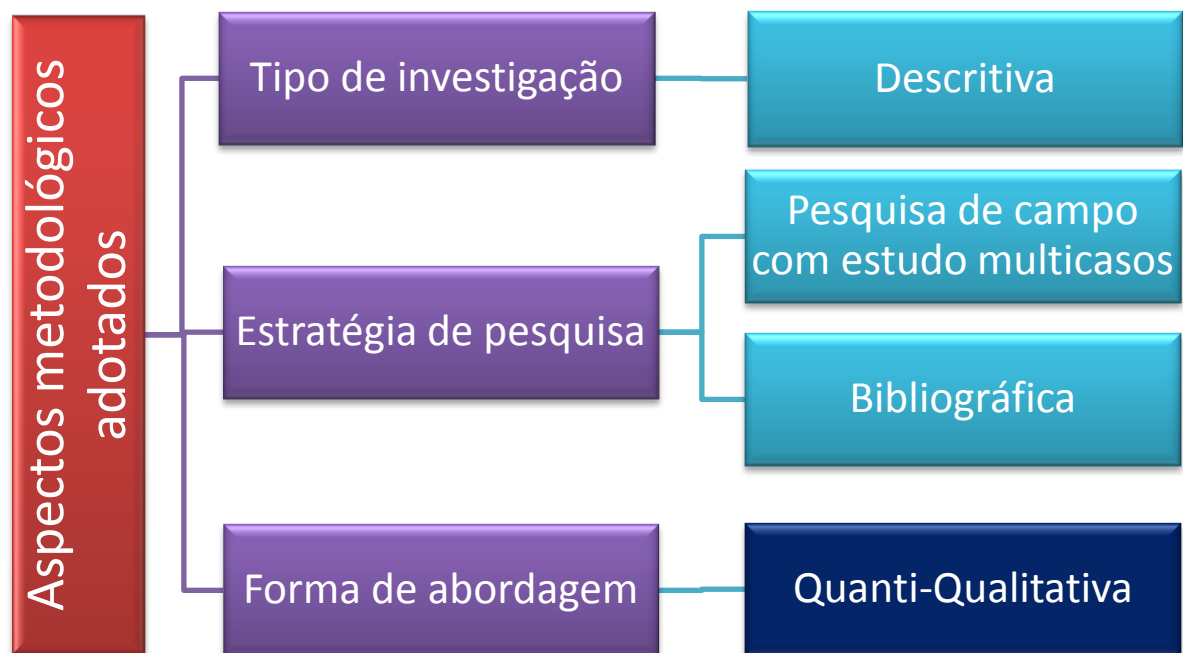 Aspectos metodológicos
adotados
Tipo de investigação
Descritiva
Estratégia de pesquisa
Pesquisa de campo
com estudo multicasos
Bibliográfica
Forma de abordagem
Quanti-Qualitativa